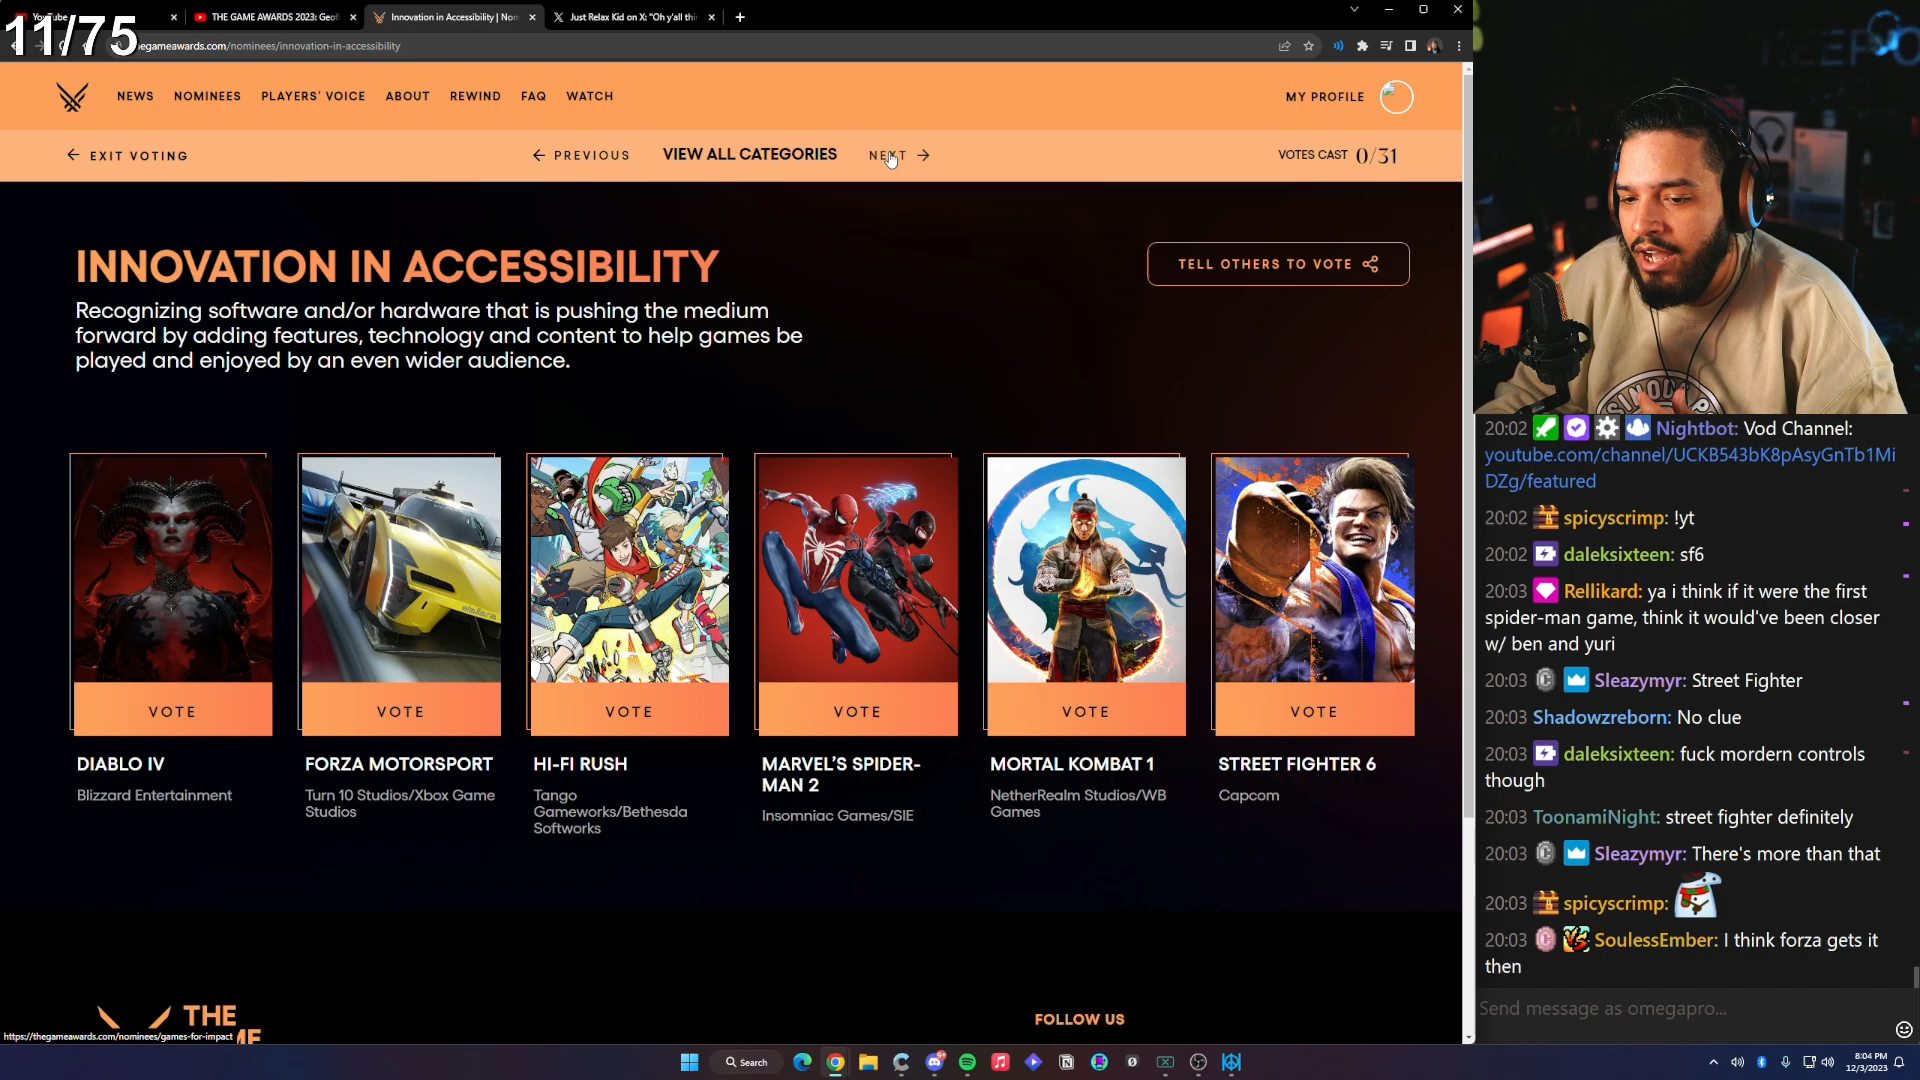 11/75
YouTube
THE GAME AWARDS 2023: Geof
Innovation in Accessibility | Nom
Just Relax Kid on X: "Oh y'all thi
egameawards.com/nominees/innovation-in-accessibility
NEWS NOMINEES PLAYERS' VOICE ABOUT REWIND FAQ WATCH
MY PROFILE
EXIT VOTING
PREVIOUS
VIEW ALL CATEGORIES
NEXT
VOTES CAST 0/31
INNOVATION IN ACCESSIBILITY
TELL OTHERS TO VOTE
Recognizing software and/or hardware that is pushing the medium
forward by adding features, technology and content to help games be
played and enjoyed by an even wider audience.
VOTE VOTE VOTE VOTE VOTE VOTE
DIABLO IV
Blizzard Entertainment
FORZA MOTORSPORT
Turn 10 Studios/Xbox Game
Studios
HI-FI RUSH
Tango
Gameworks/Bethesda
Softworks
MARVEL'S SPIDER-
MAN 2
Insomniac Games/SIE
MORTAL KOMBAT 1
NetherRealm Studios/WB
Games
STREET FIGHTER 6
Capcom
THE
FOLLOW US
https://thegameawards.com/nominees/games-for-impact
20:02 Nightbot: Vod Channel:
youtube.com/channel/UCKB543bK8pAsyGnTb1Mi
DZg/featured
20:02 spicyscrimp: !yt
20:02 daleksixteen: sf6
20:03 Rellikard: ya i think if it were the first
spider-man game, think it would've been closer
w/ ben and yuri
20:03 Sleazymyr: Street Fighter
20:03 Shadowzreborn: No clue
20:03 daleksixteen: fuck mordern controls
though
20:03 ToonamiNight: street fighter definitely
20:03 Sleazymyr: There's more than that
20:03 spicyscrimp:
20:03 SoulessEmber: I think forza gets it
then
Send message as omegapro...
Search
8:04 PM
12/3/2023